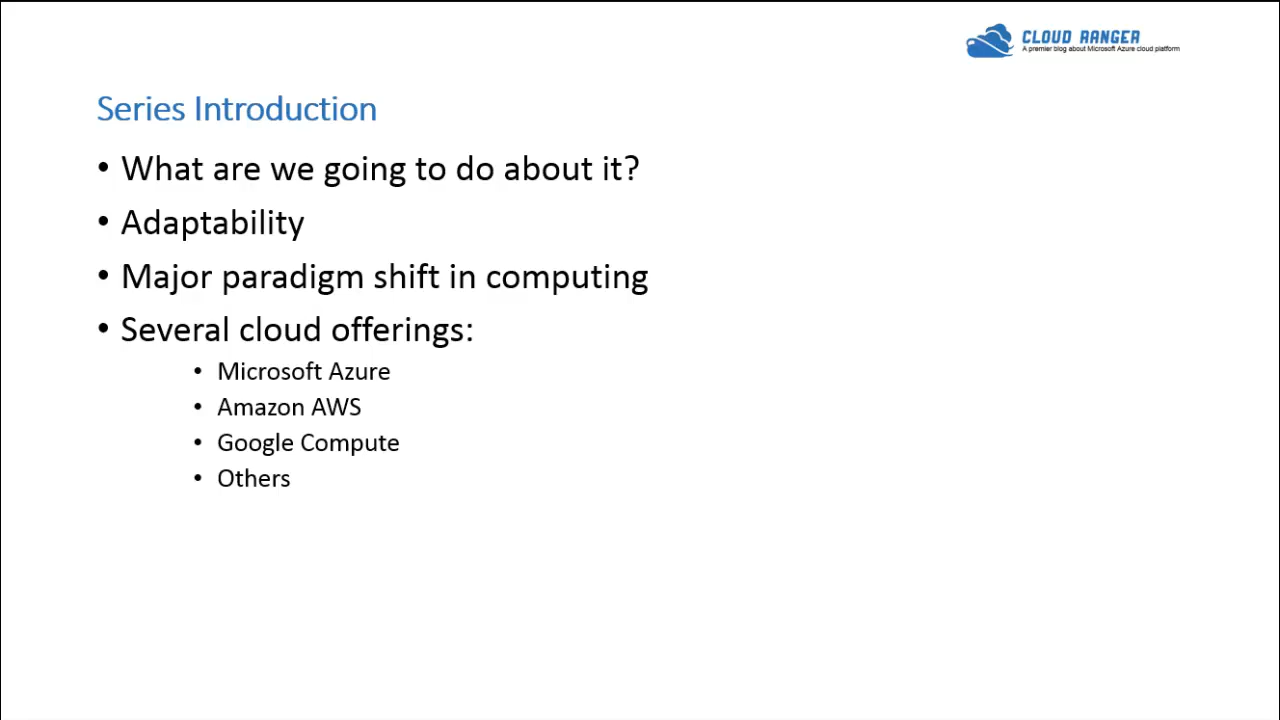 CLOUD RANGER
A premier blog about Microsoft Azure cloud platform
Series Introduction
• What are we going to do about it?
• Adaptability
• Major paradigm shift in computing
• Several cloud offerings:
• Microsoft Azure
• Amazon AWS
• Google Compute
• Others